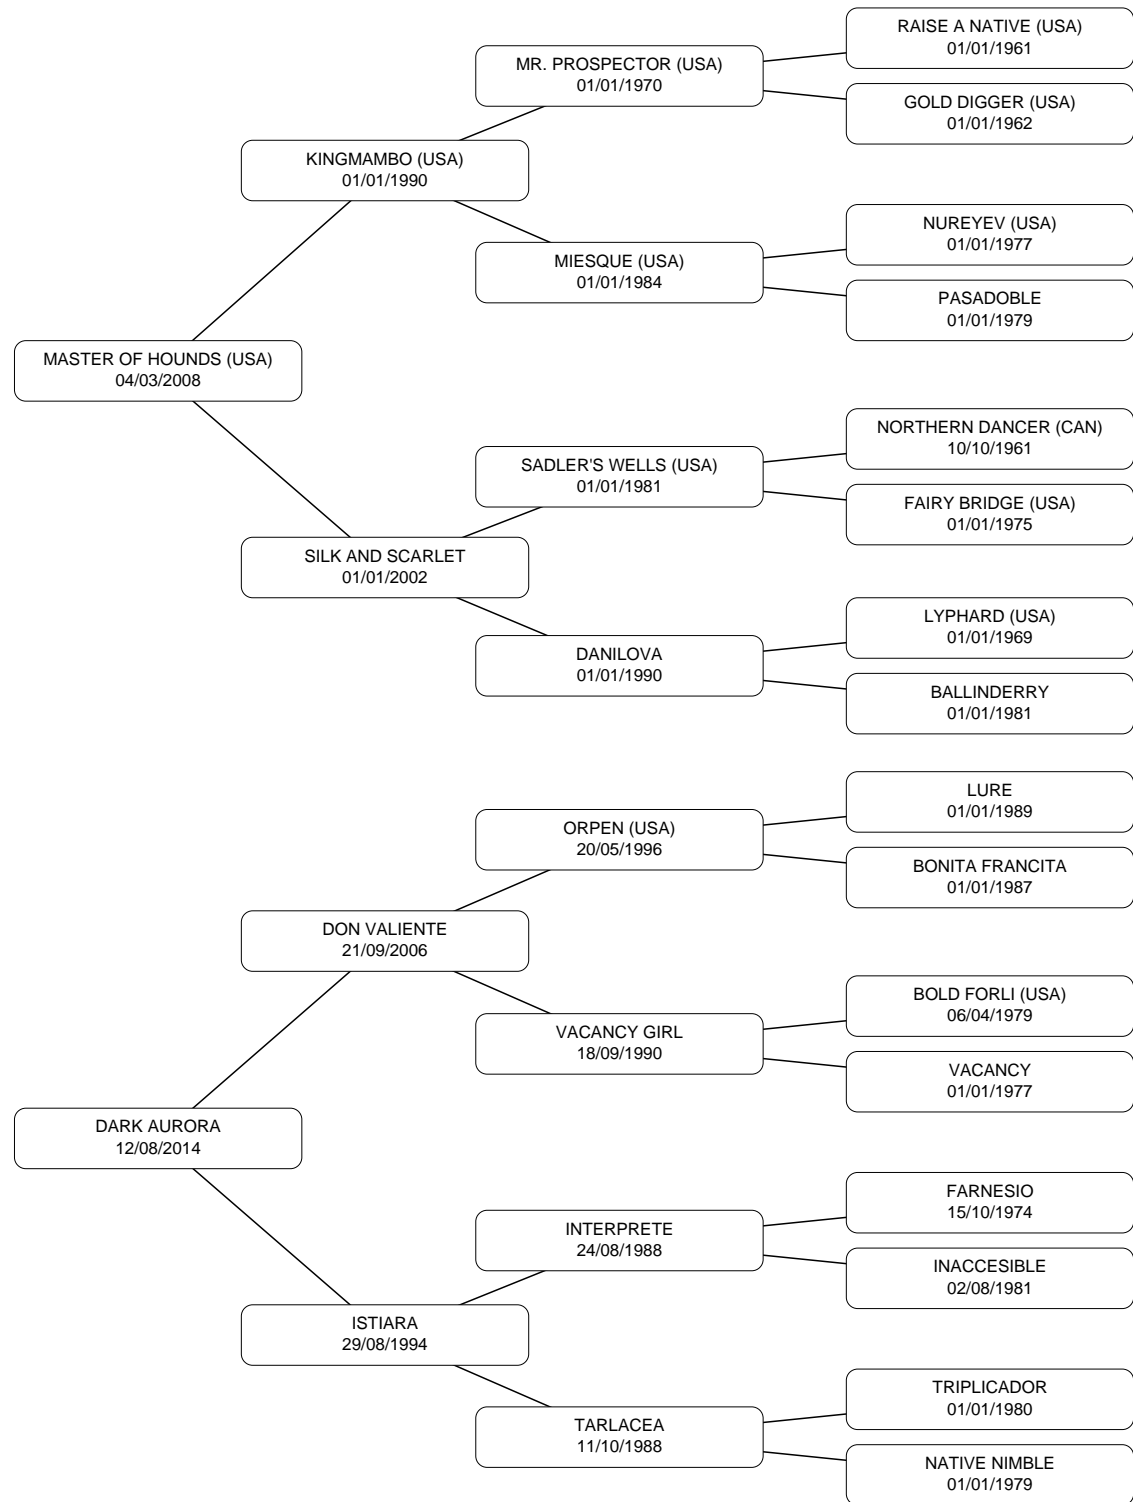 RAISE A NATIVE (USA)
01/01/1961
MR. PROSPECTOR (USA)
01/01/1970
GOLD DIGGER (USA)
01/01/1962
KINGMAMBO (USA)
01/01/1990
NUREYEV (USA)
01/01/1977
MIESQUE (USA)
01/01/1984
PASADOBLE
01/01/1979
MASTER OF HOUNDS (USA)
04/03/2008
NORTHERN DANCER (CAN)
10/10/1961
SADLER'S WELLS (USA)
01/01/1981
FAIRY BRIDGE (USA)
01/01/1975
SILK AND SCARLET
01/01/2002
LYPHARD (USA)
01/01/1969
DANILOVA
01/01/1990
BALLINDERRY
01/01/1981
LURE
01/01/1989
ORPEN (USA)
20/05/1996
BONITA FRANCITA
01/01/1987
DON VALIENTE
21/09/2006
BOLD FORLI (USA)
06/04/1979
VACANCY GIRL
18/09/1990
VACANCY
01/01/1977
DARK AURORA
12/08/2014
FARNESIO
15/10/1974
INTERPRETE
24/08/1988
INACCESIBLE
02/08/1981
ISTIARA
29/08/1994
TRIPLICADOR
01/01/1980
TARLACEA
11/10/1988
NATIVE NIMBLE
01/01/1979